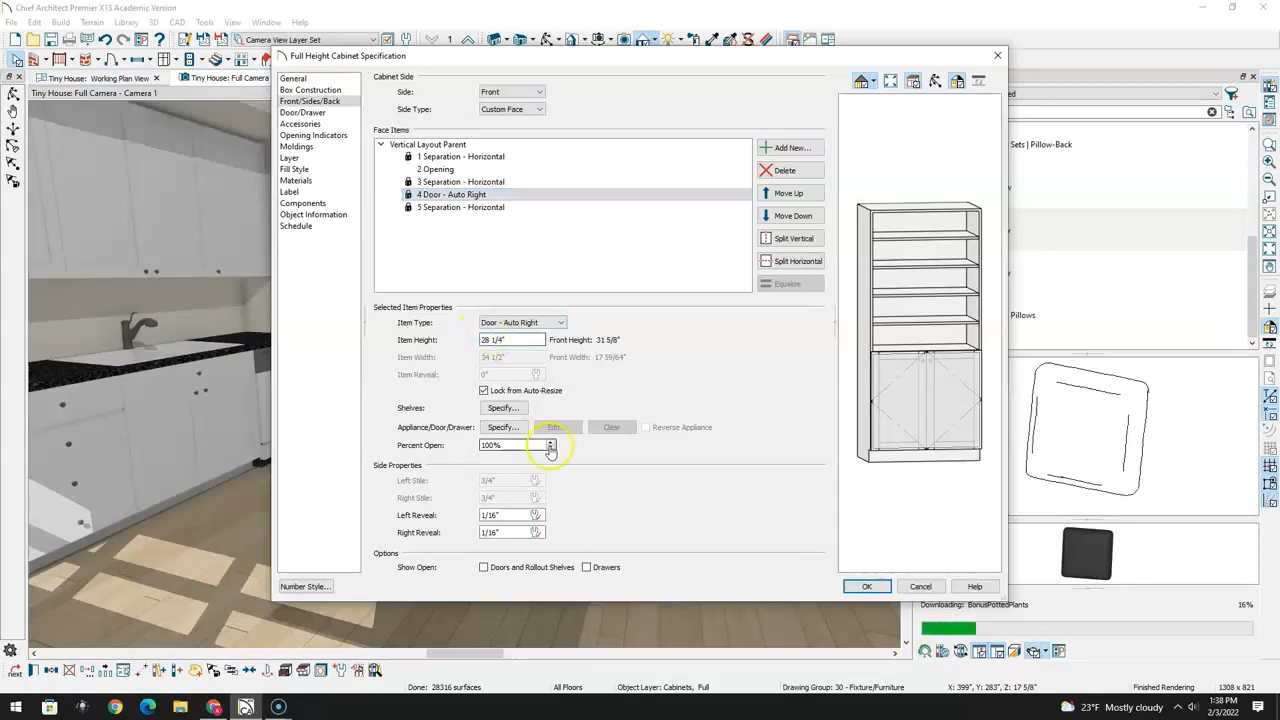 Chief Architect Premier X13 Academic Version
File Edit Build Terrain Library 3D CAD Tools View Window Help
Camera View Layer Set
1
Tiny House: Working Plan View
Tiny House: Full Camera
Tiny House: Full Camera - Camera 1
Full Height Cabinet Specification
General
Box Construction
Front/Sides/Back
Door/Drawer
Accessories
Opening Indicators
Moldings
Layer
Fill Style
Materials
Label
Components
Object Information
Schedule
Number Style...
Cabinet Side
Side: Front
Side Type: Custom Face
Face Items
Vertical Layout Parent
1 Separation - Horizontal
2 Opening
3 Separation - Horizontal
4 Door - Auto Right
5 Separation - Horizontal
Add New...
Delete
Move Up
Move Down
Split Vertical
Split Horizontal
Equalize
Selected Item Properties
Item Type: Door - Auto Right
Item Height: 28 1/4" Front Height: 31 5/8"
Item Width: 34 1/2" Front Width: 17 59/64"
Item Reveal: 0"
Lock from Auto-Resize
Shelves: Specify...
Appliance/Door/Drawer: Specify... Edit... Clear Reverse Appliance
Percent Open: 100%
Side Properties
Left Stile: 3/4"
Right Stile: 3/4"
Left Reveal: 1/16"
Right Reveal: 1/16"
Options
Show Open: Doors and Rollout Shelves Drawers
OK Cancel Help
Sets | Pillow-Back
Pillows
Downloading: BonusPottedPlants 16%
next
Done: 28316 surfaces All Floors Object Layer: Cabinets, Full Drawing Group: 30 - Fixture/Furniture X: 399", Y: 283", Z: 17 5/8" Finished Rendering 1308 x 821
23°F Mostly cloudy
1:38 PM
2/3/2022